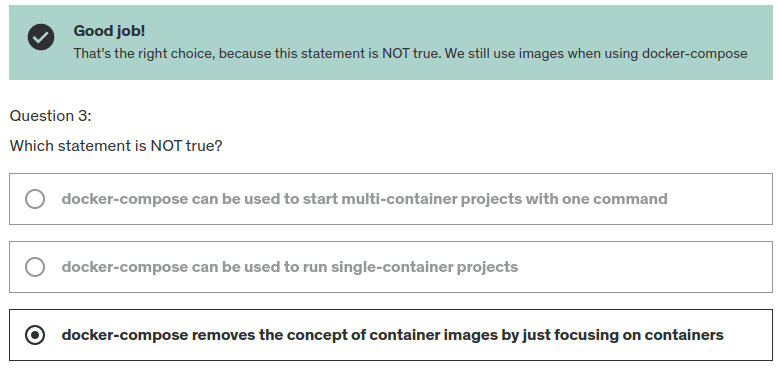 Good job!
That's the right choice, because this statement is NOT true. We still use images when using docker-compose
Question 3:
Which statement is NOT true?
docker-compose can be used to start multi-container projects with one command
docker-compose can be used to run single-container projects
docker-compose removes the concept of container images by just focusing on containers